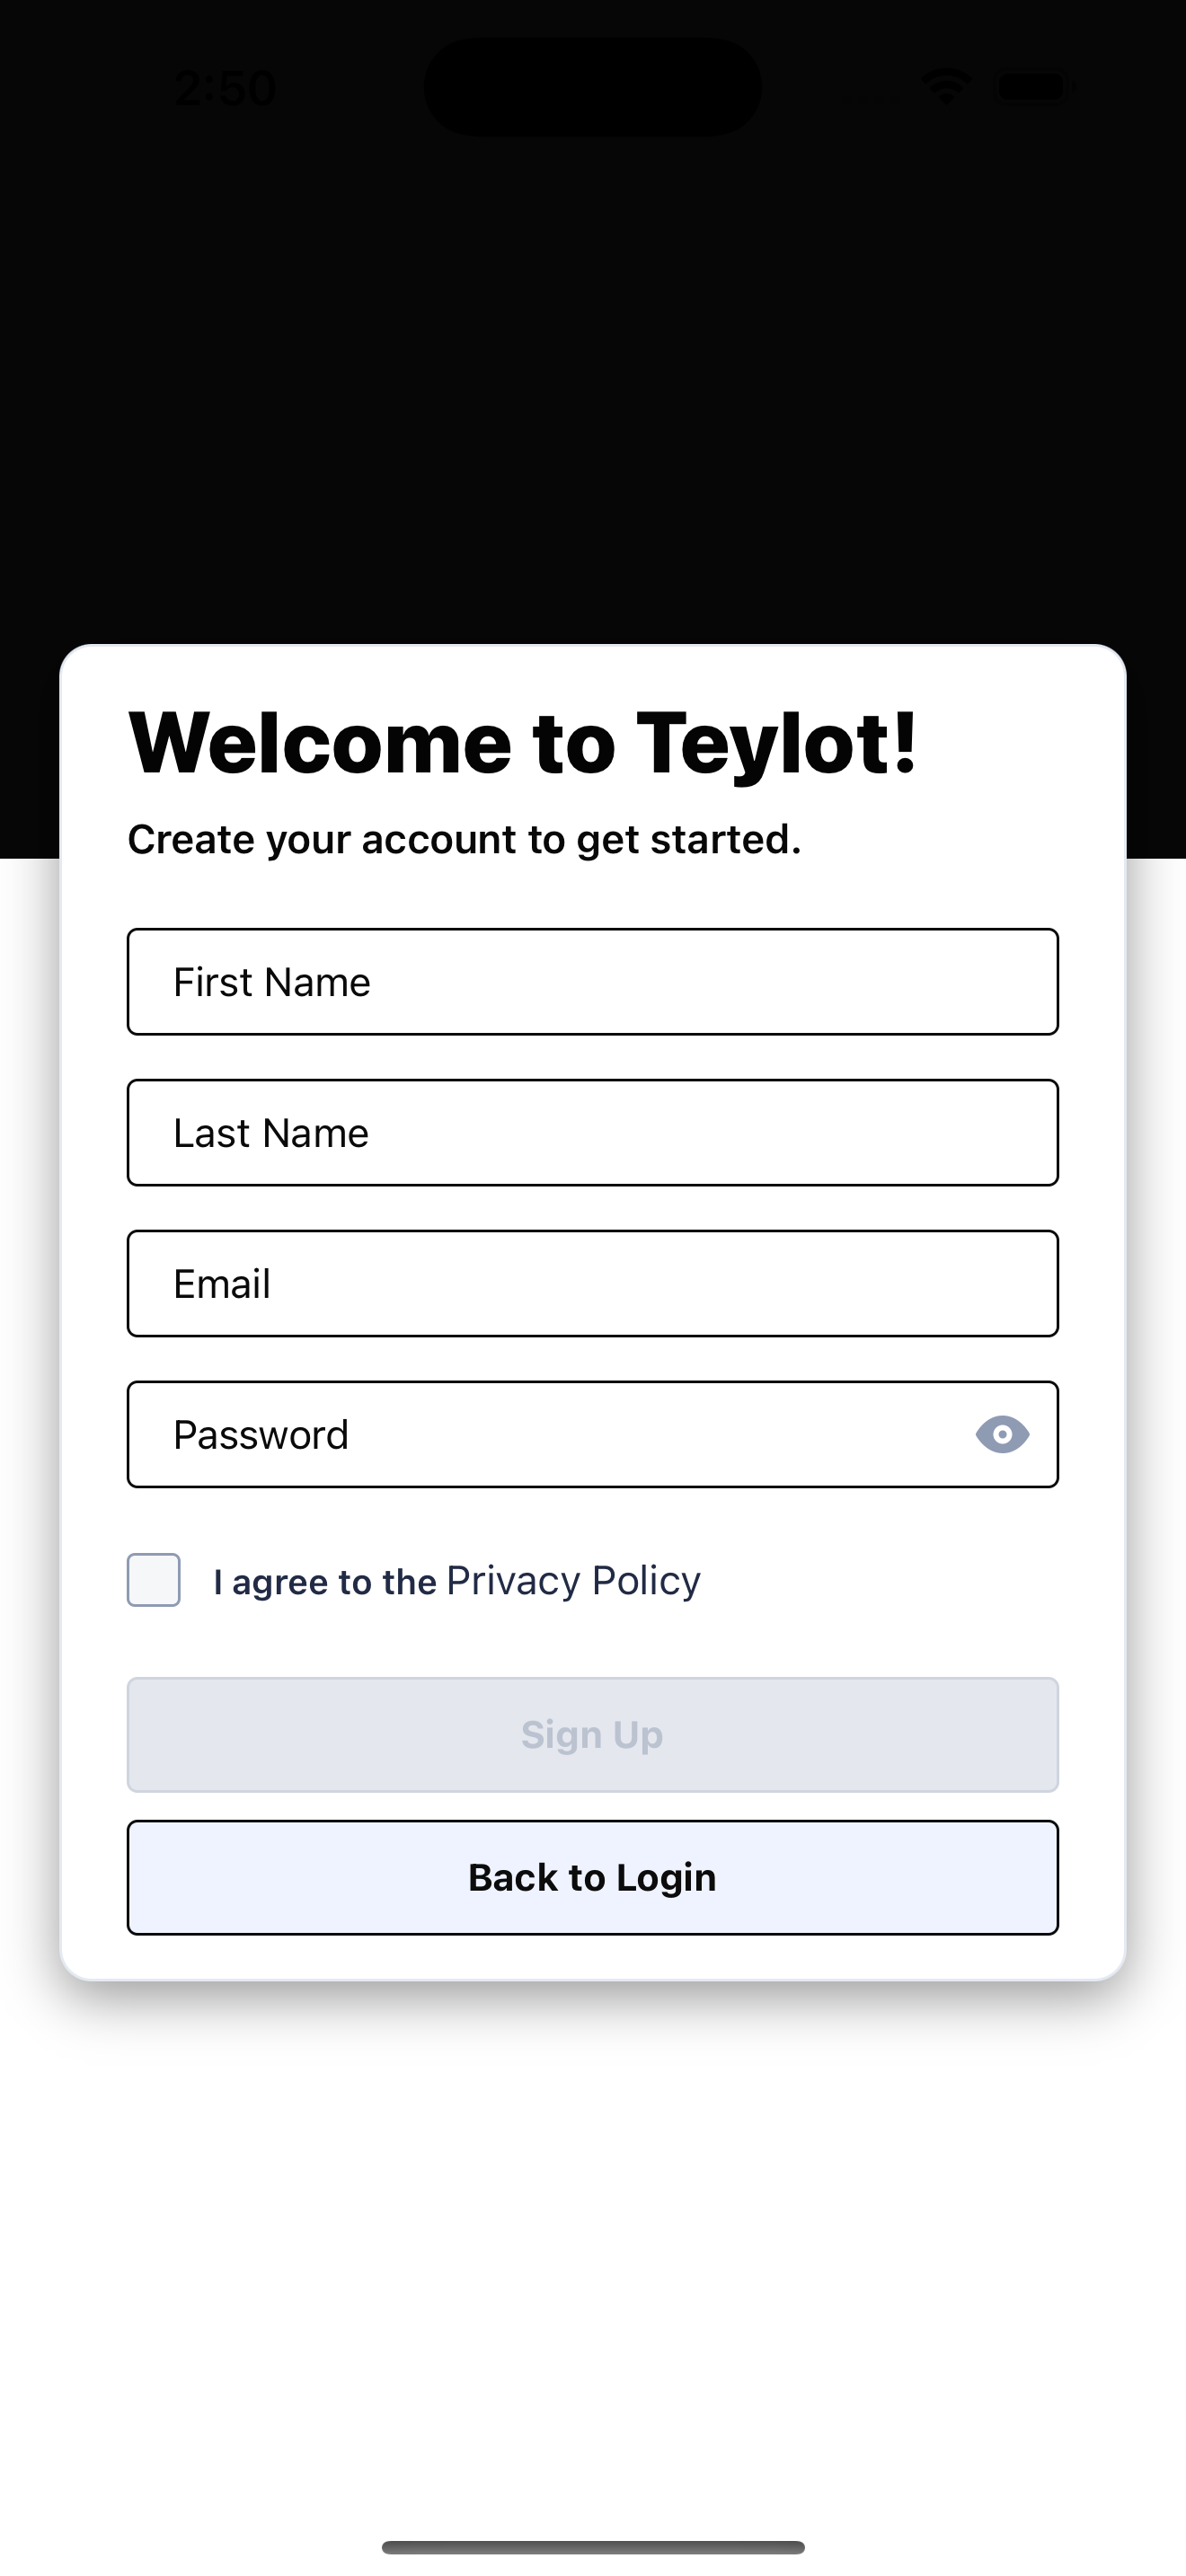 2:50
Welcome to Teylot!
Create your account to get started.
First Name
Last Name
Email
Password
I agree to the Privacy Policy
Sign Up
Back to Login